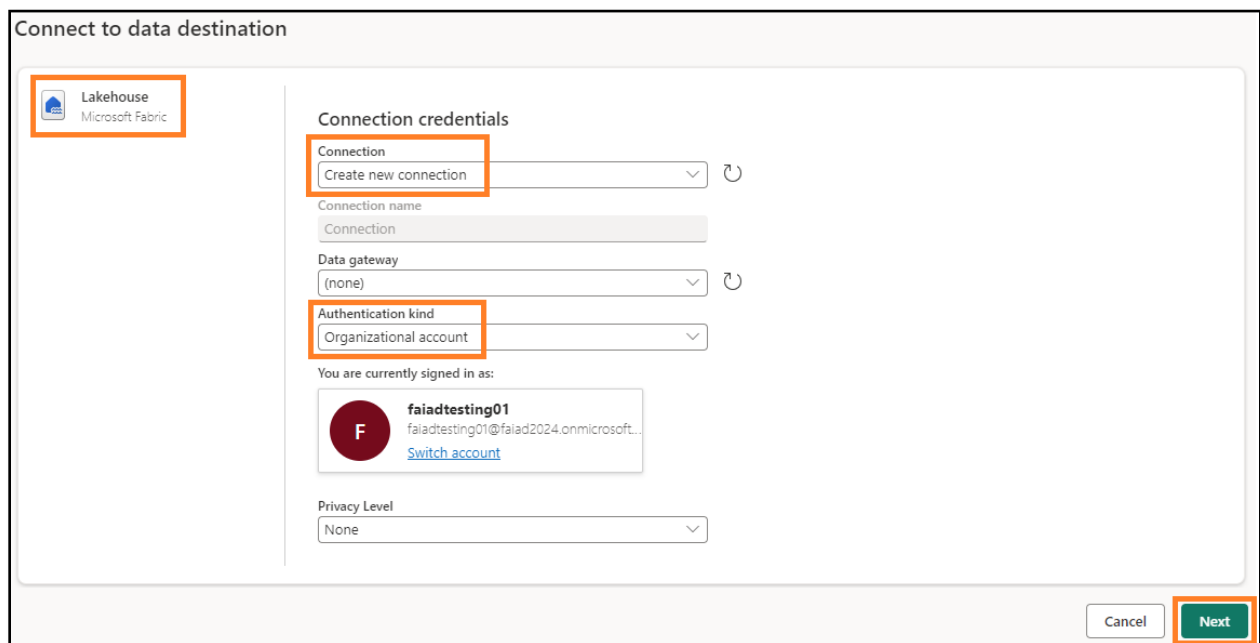 Connect to data destination
Lakehouse
Microsoft Fabric
Connection credentials
Connection
Create new connection
Connection name
Connection
Data gateway
(none)
Authentication kind
Organizational account
You are currently signed in as:
F
faiadtesting01
faiadtesting01@faiad2024.onmicrosoft...
Switch account
Privacy Level
None
Cancel
Next